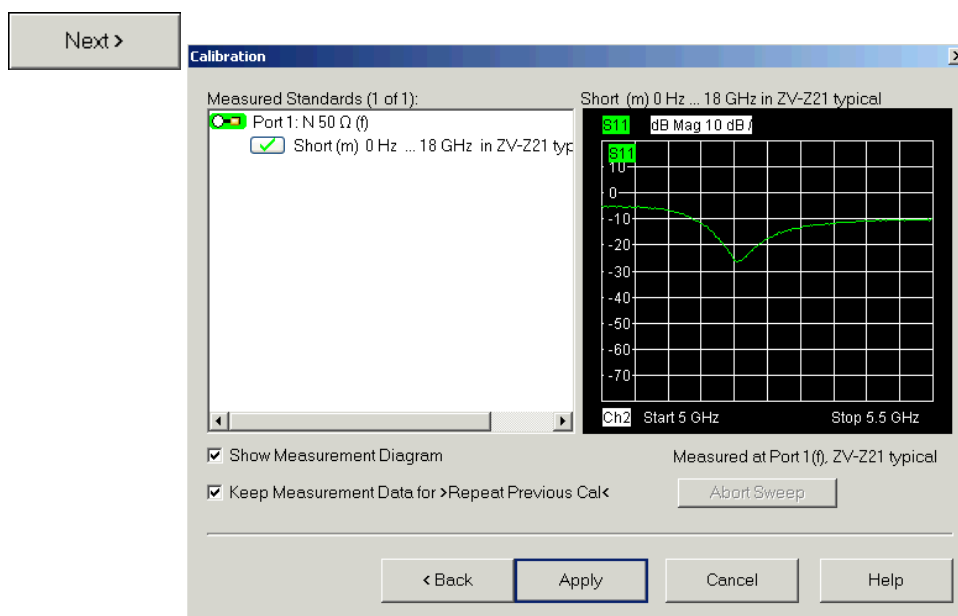 Next >
Calibration
Measured Standards (1 of 1):
Port 1: N 50 Ω (f)
Short (m) 0 Hz ... 18 GHz in ZV-Z21 typ
Short (m) 0 Hz ... 18 GHz in ZV-Z21 typical
S11 dB Mag 10 dB /
S11
10
0
-10
-20
-30
-40
-50
-60
-70
Ch2 Start 5 GHz Stop 5.5 GHz
Show Measurement Diagram
Measured at Port 1(f), ZV-Z21 typical
Keep Measurement Data for >Repeat Previous Cal<
Abort Sweep
< Back
Apply
Cancel
Help